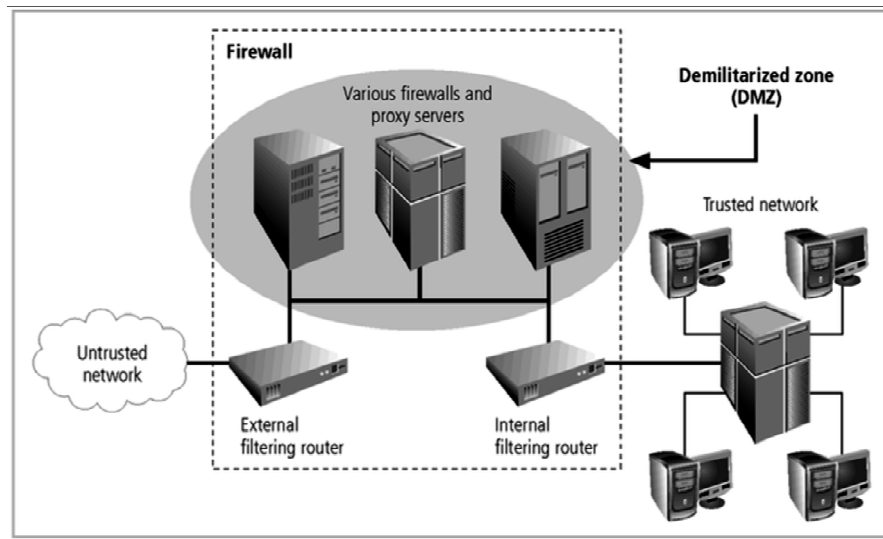 Firewall
Various firewalls and
proxy servers
Demilitarized zone
(DMZ)
Trusted network
Untrusted
network
External
filtering router
Internal
filtering router